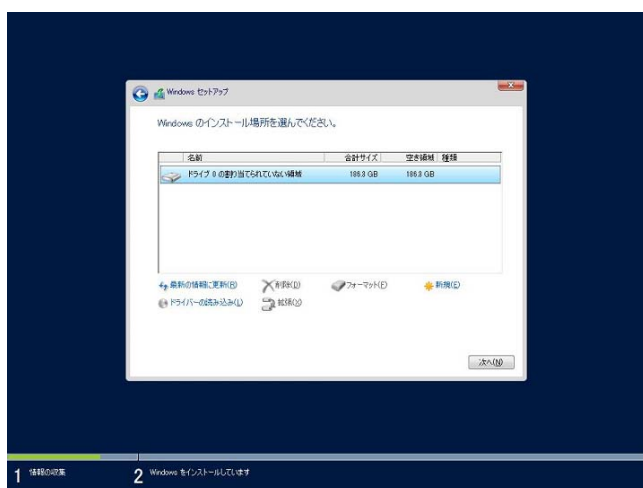 Windows セットアップ
Windows のインストール場所を選んでください。
名前 合計サイズ 空き領域 種類
ドライブ 0 の割り当てられていない領域 186.3 GB 186.3 GB
最新の情報に更新(R) 削除(D) フォーマット(F) 新規(E)
ドライバーの読み込み(L) 拡張(X)
次へ(N)
1 情報の収集 2 Windows をインストールしています